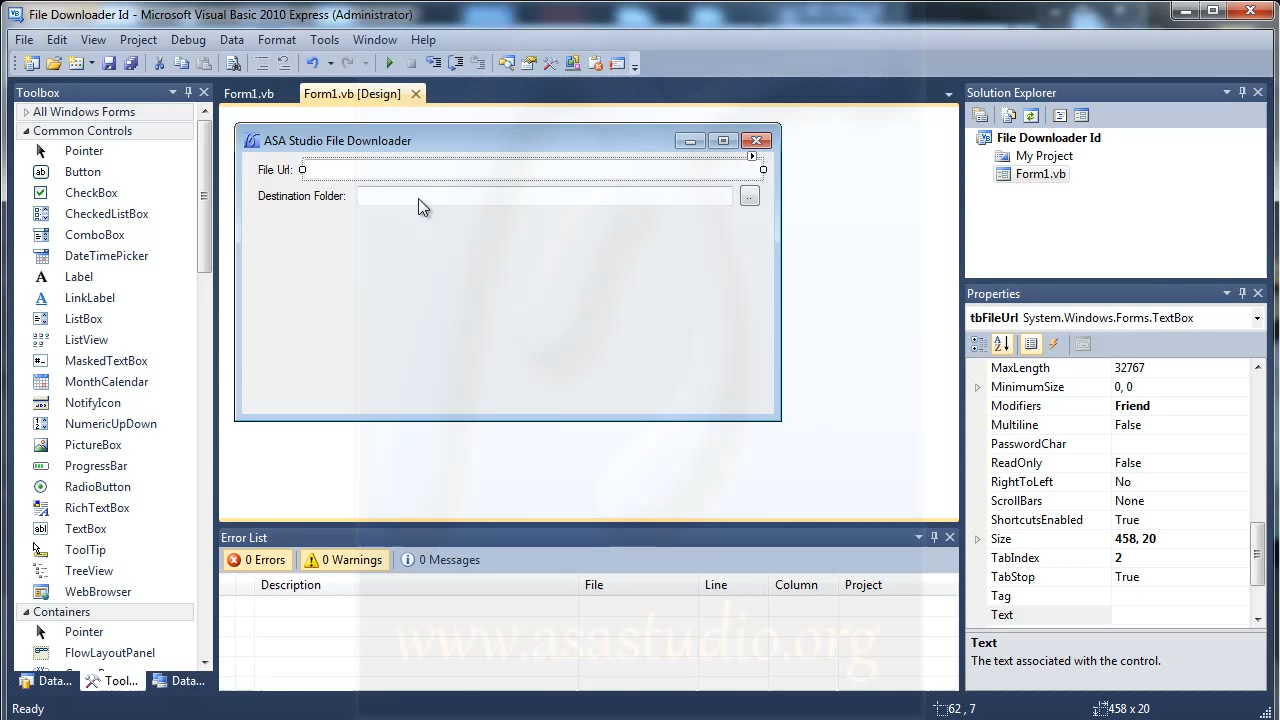 File Downloader Id - Microsoft Visual Basic 2010 Express (Administrator)
File Edit View Project Debug Data Format Tools Window Help
Toolbox
All Windows Forms
Common Controls
Pointer
Button
CheckBox
CheckedListBox
ComboBox
DateTimePicker
Label
LinkLabel
ListBox
ListView
MaskedTextBox
MonthCalendar
NotifyIcon
NumericUpDown
PictureBox
ProgressBar
RadioButton
RichTextBox
TextBox
ToolTip
TreeView
WebBrowser
Containers
Pointer
FlowLayoutPanel
Data... Tool... Data...
Form1.vb Form1.vb [Design]
ASA Studio File Downloader
File Url:
Destination Folder: ..
Error List
0 Errors 0 Warnings 0 Messages
Description File Line Column Project
www.asastudio.org
Solution Explorer
File Downloader Id
My Project
Form1.vb
Properties
tbFileUrl System.Windows.Forms.TextBox
MaxLength 32767
MinimumSize 0, 0
Modifiers Friend
Multiline False
PasswordChar
ReadOnly False
RightToLeft No
ScrollBars None
ShortcutsEnabled True
Size 458, 20
TabIndex 2
TabStop True
Tag
Text
Text
The text associated with the control.
Ready 62 , 7 458 x 20